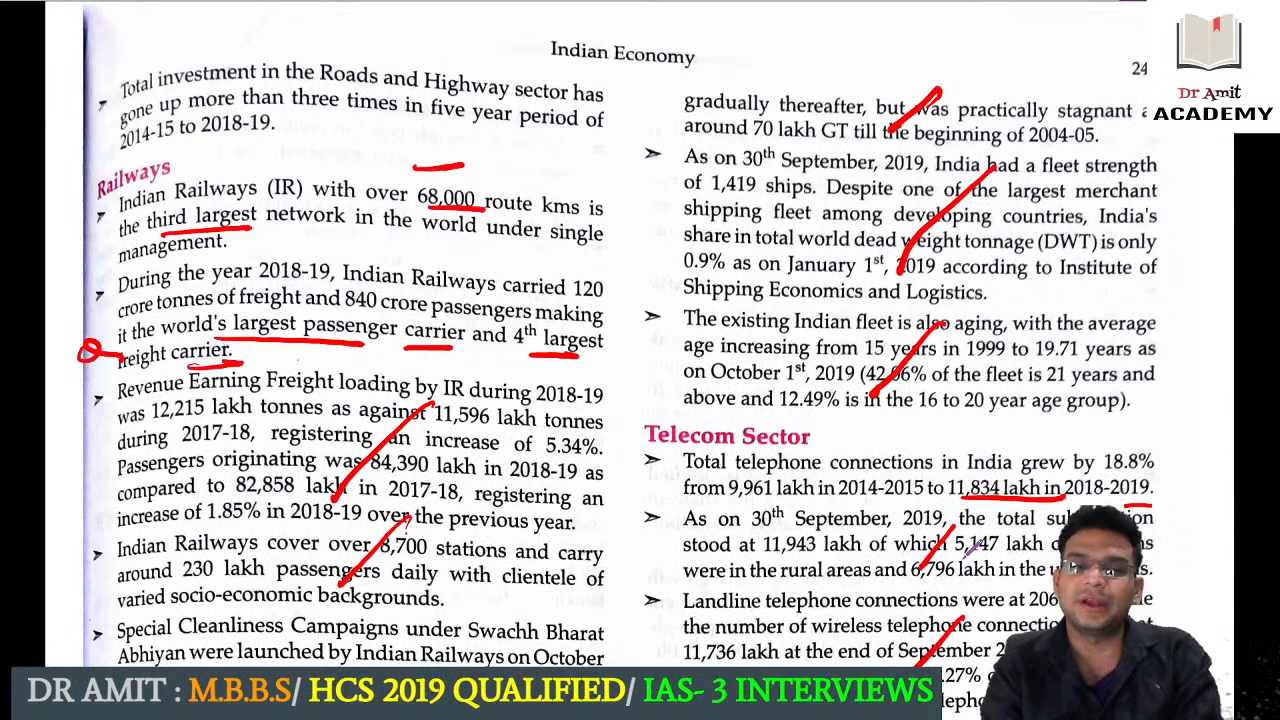 Indian Economy
24
Total investment in the Roads and Highway sector has
gone up more than three times in five year period of
2014-15 to 2018-19.
Railways
Indian Railways (IR) with over 68,000 route kms is
the third largest network in the world under single
management.
During the year 2018-19, Indian Railways carried 120
crore tonnes of freight and 840 crore passengers making
it the world's largest passenger carrier and 4th largest
freight carrier.
Revenue Earning Freight loading by IR during 2018-19
was 12,215 lakh tonnes as against 11,596 lakh tonnes
during 2017-18, registering an increase of 5.34%.
Passengers originating was 84,390 lakh in 2018-19 as
compared to 82,858 lakh in 2017-18, registering an
increase of 1.85% in 2018-19 over the previous year.
Indian Railways cover over 8,700 stations and carry
around 230 lakh passengers daily with clientele of
varied socio-economic backgrounds.
Special Cleanliness Campaigns under Swachh Bharat
Abhiyan were launched by Indian Railways on October
gradually thereafter, but was practically stagnant
around 70 lakh GT till the beginning of 2004-05.
As on 30th September, 2019, India had a fleet strength
of 1,419 ships. Despite one of the largest merchant
shipping fleet among developing countries, India's
share in total world dead weight tonnage (DWT) is only
0.9% as on January 1st, 2019 according to Institute of
Shipping Economics and Logistics.
The existing Indian fleet is also aging, with the average
age increasing from 15 years in 1999 to 19.71 years as
on October 1st, 2019 (42.06% of the fleet is 21 years and
above and 12.49% is in the 16 to 20 year age group).
Telecom Sector
Total telephone connections in India grew by 18.8%
from 9,961 lakh in 2014-2015 to 11,834 lakh in 2018-2019.
As on 30th September, 2019, the total
stood at 11,943 lakh of which 5,147 lakh
were in the rural areas and 6,796 lakh in the
Landline telephone connections were at
the number of wireless telephone
11,736 lakh at the end of September
Dr Amit
ACADEMY
DR AMIT : M.B.B.S/ HCS 2019 QUALIFIED/ IAS- 3 INTERVIEWS